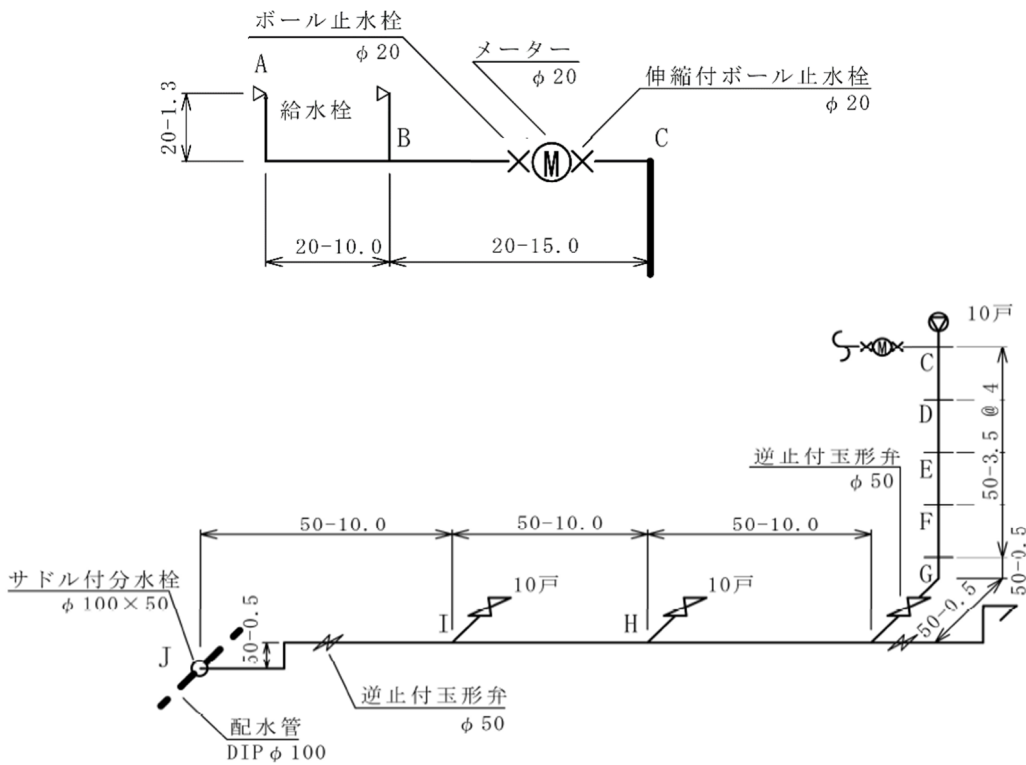 ボール止水栓
φ20
メーター
φ20
伸縮付ボール止水栓
φ20
A
給水栓
B
M
C
20-1.3
20-10.0
20-15.0
10戸
M
C
D
E
F
G
50-3.5 @ 4
50-0.5
50-0.5
逆止付玉形弁
φ50
50-10.0
50-10.0
50-10.0
サドル付分水栓
φ100×50
10戸
10戸
I
H
J
50-0.5
逆止付玉形弁
φ50
配水管
DIPφ100